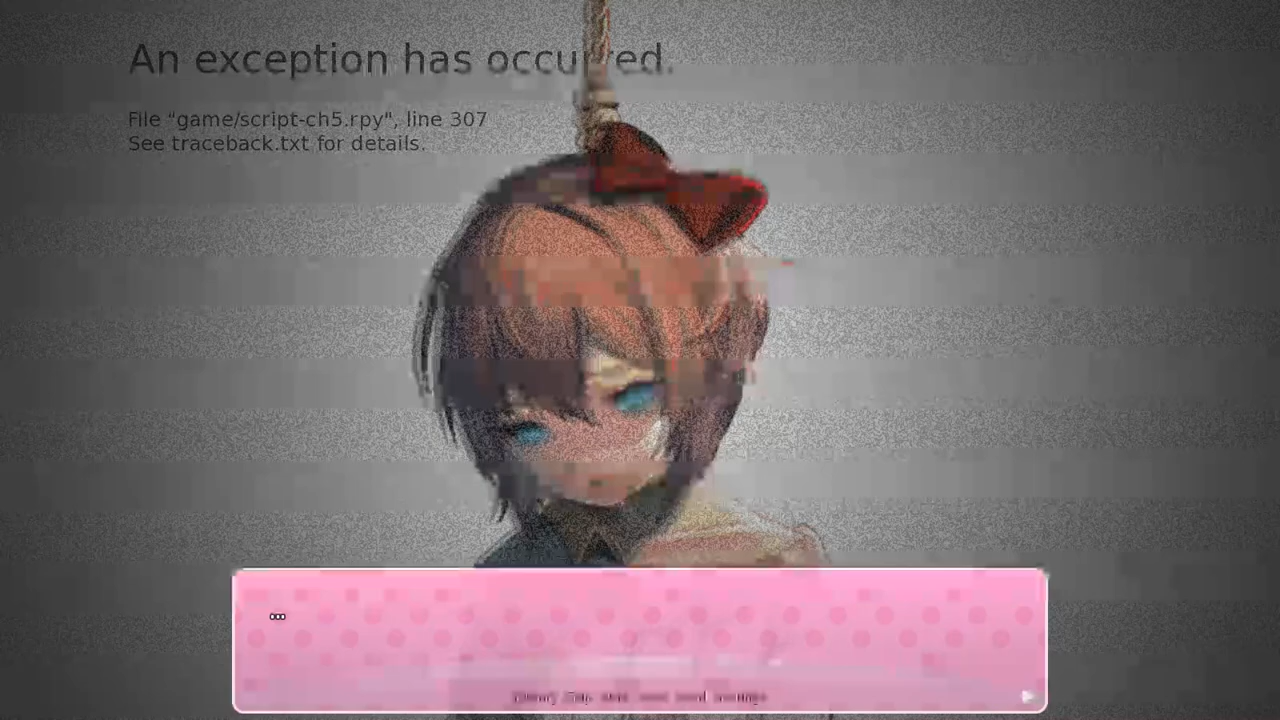 An exception has occurred.
File "game/script-ch5.rpy", line 307
See traceback.txt for details.
...